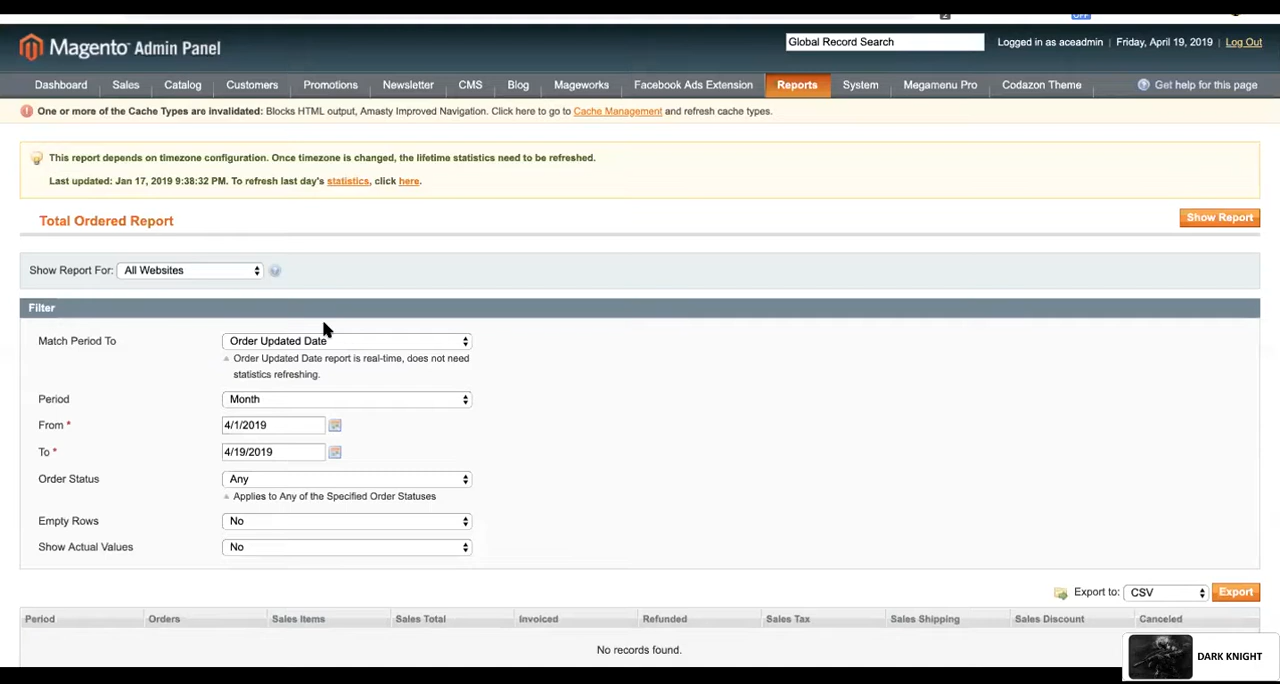 2
OFF
Magento Admin Panel
Global Record Search
Logged in as aceadmin | Friday, April 19, 2019 | Log Out
Dashboard Sales Catalog Customers Promotions Newsletter CMS Blog Mageworks Facebook Ads Extension Reports System Megamenu Pro Codazon Theme Get help for this page
One or more of the Cache Types are invalidated: Blocks HTML output, Amasty Improved Navigation. Click here to go to Cache Management and refresh cache types.
This report depends on timezone configuration. Once timezone is changed, the lifetime statistics need to be refreshed.
Last updated: Jan 17, 2019 9:38:32 PM. To refresh last day's statistics, click here.
Total Ordered Report
Show Report
Show Report For: All Websites
Filter
Match Period To Order Updated Date
Order Updated Date report is real-time, does not need
statistics refreshing.
Period Month
From * 4/1/2019
To * 4/19/2019
Order Status Any
Applies to Any of the Specified Order Statuses
Empty Rows No
Show Actual Values No
Export to: CSV Export
Period Orders Sales Items Sales Total Invoiced Refunded Sales Tax Sales Shipping Sales Discount Canceled
No records found.
DARK KNIGHT